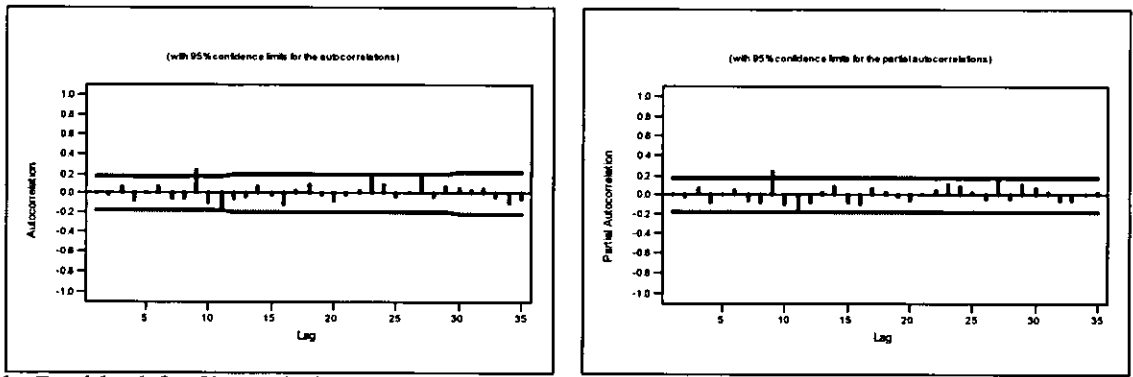 (with 95% confidence limits for the autocorrelations)
1.0
0.8
0.6
0.4
0.2
0.0
-0.2
-0.4
-0.6
-0.8
-1.0
Autocorrelation
5 10 15 20 25 30 35
Lag
(with 95% confidence limits for the partial autocorrelations)
1.0
0.8
0.6
0.4
0.2
0.0
-0.2
-0.4
-0.6
-0.8
-1.0
Partial Autocorrelation
5 10 15 20 25 30 35
Lag